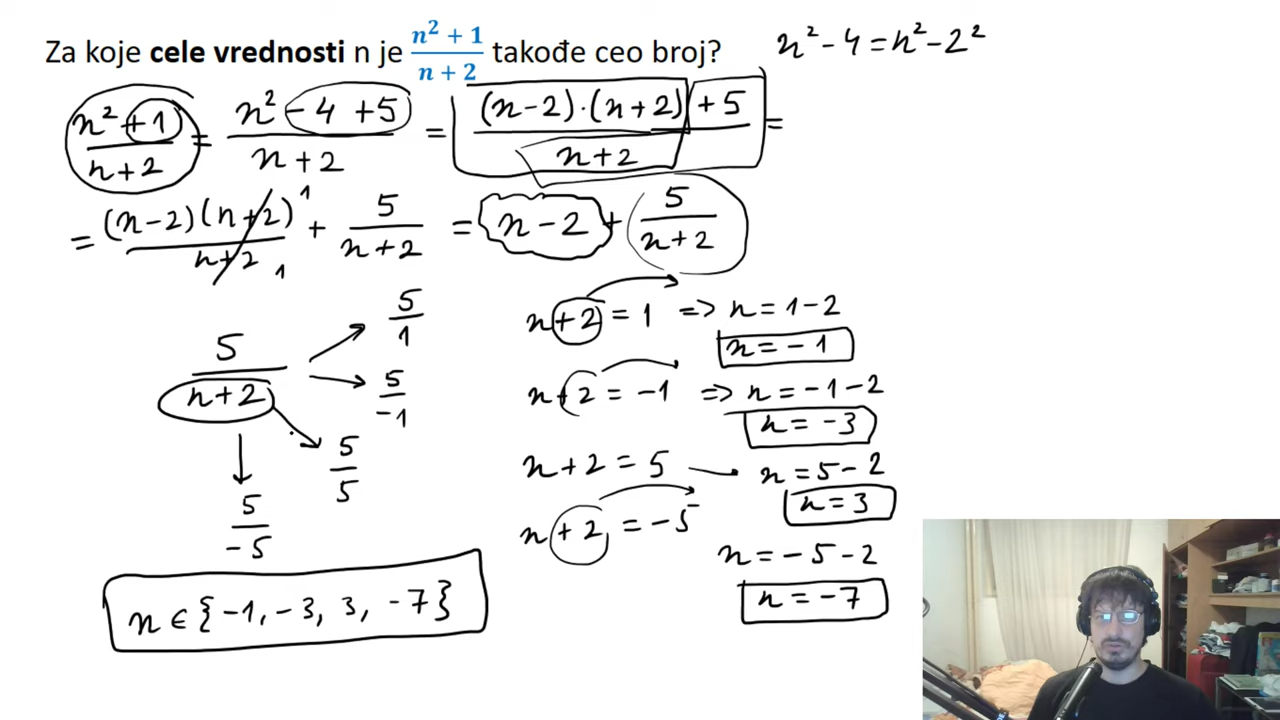 Za koje cele vrednosti n je (n² + 1)/(n + 2) takođe ceo broj?
n² - 4 = n² - 2²
(n² + 1)/(n + 2) = (n² - 4 + 5)/(n + 2) = ((n - 2) · (n + 2) + 5)/(n + 2) =
= ((n - 2)(n + 2) 1)/(n + 2 1) + 5/(n + 2) = n - 2 + 5/(n + 2)
5/(n + 2)
5/1
5/-1
5/5
5/-5
n + 2 = 1 => n = 1 - 2
n = -1
n + 2 = -1 => n = -1 - 2
n = -3
n + 2 = 5 n = 5 - 2
n = 3
n + 2 = -5
n = -5 - 2
n = -7
n ∈ {-1, -3, 3, -7}